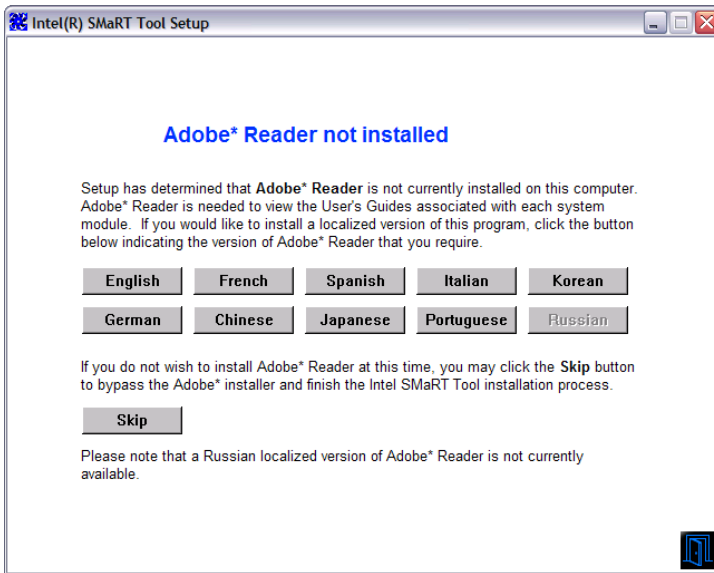 Intel(R) SMaRT Tool Setup
Adobe* Reader not installed
Setup has determined that Adobe* Reader is not currently installed on this computer.
Adobe* Reader is needed to view the User's Guides associated with each system
module. If you would like to install a localized version of this program, click the button
below indicating the version of Adobe* Reader that you require.
English French Spanish Italian Korean
German Chinese Japanese Portuguese Russian
If you do not wish to install Adobe* Reader at this time, you may click the Skip button
to bypass the Adobe* installer and finish the Intel SMaRT Tool installation process.
Skip
Please note that a Russian localized version of Adobe* Reader is not currently
available.